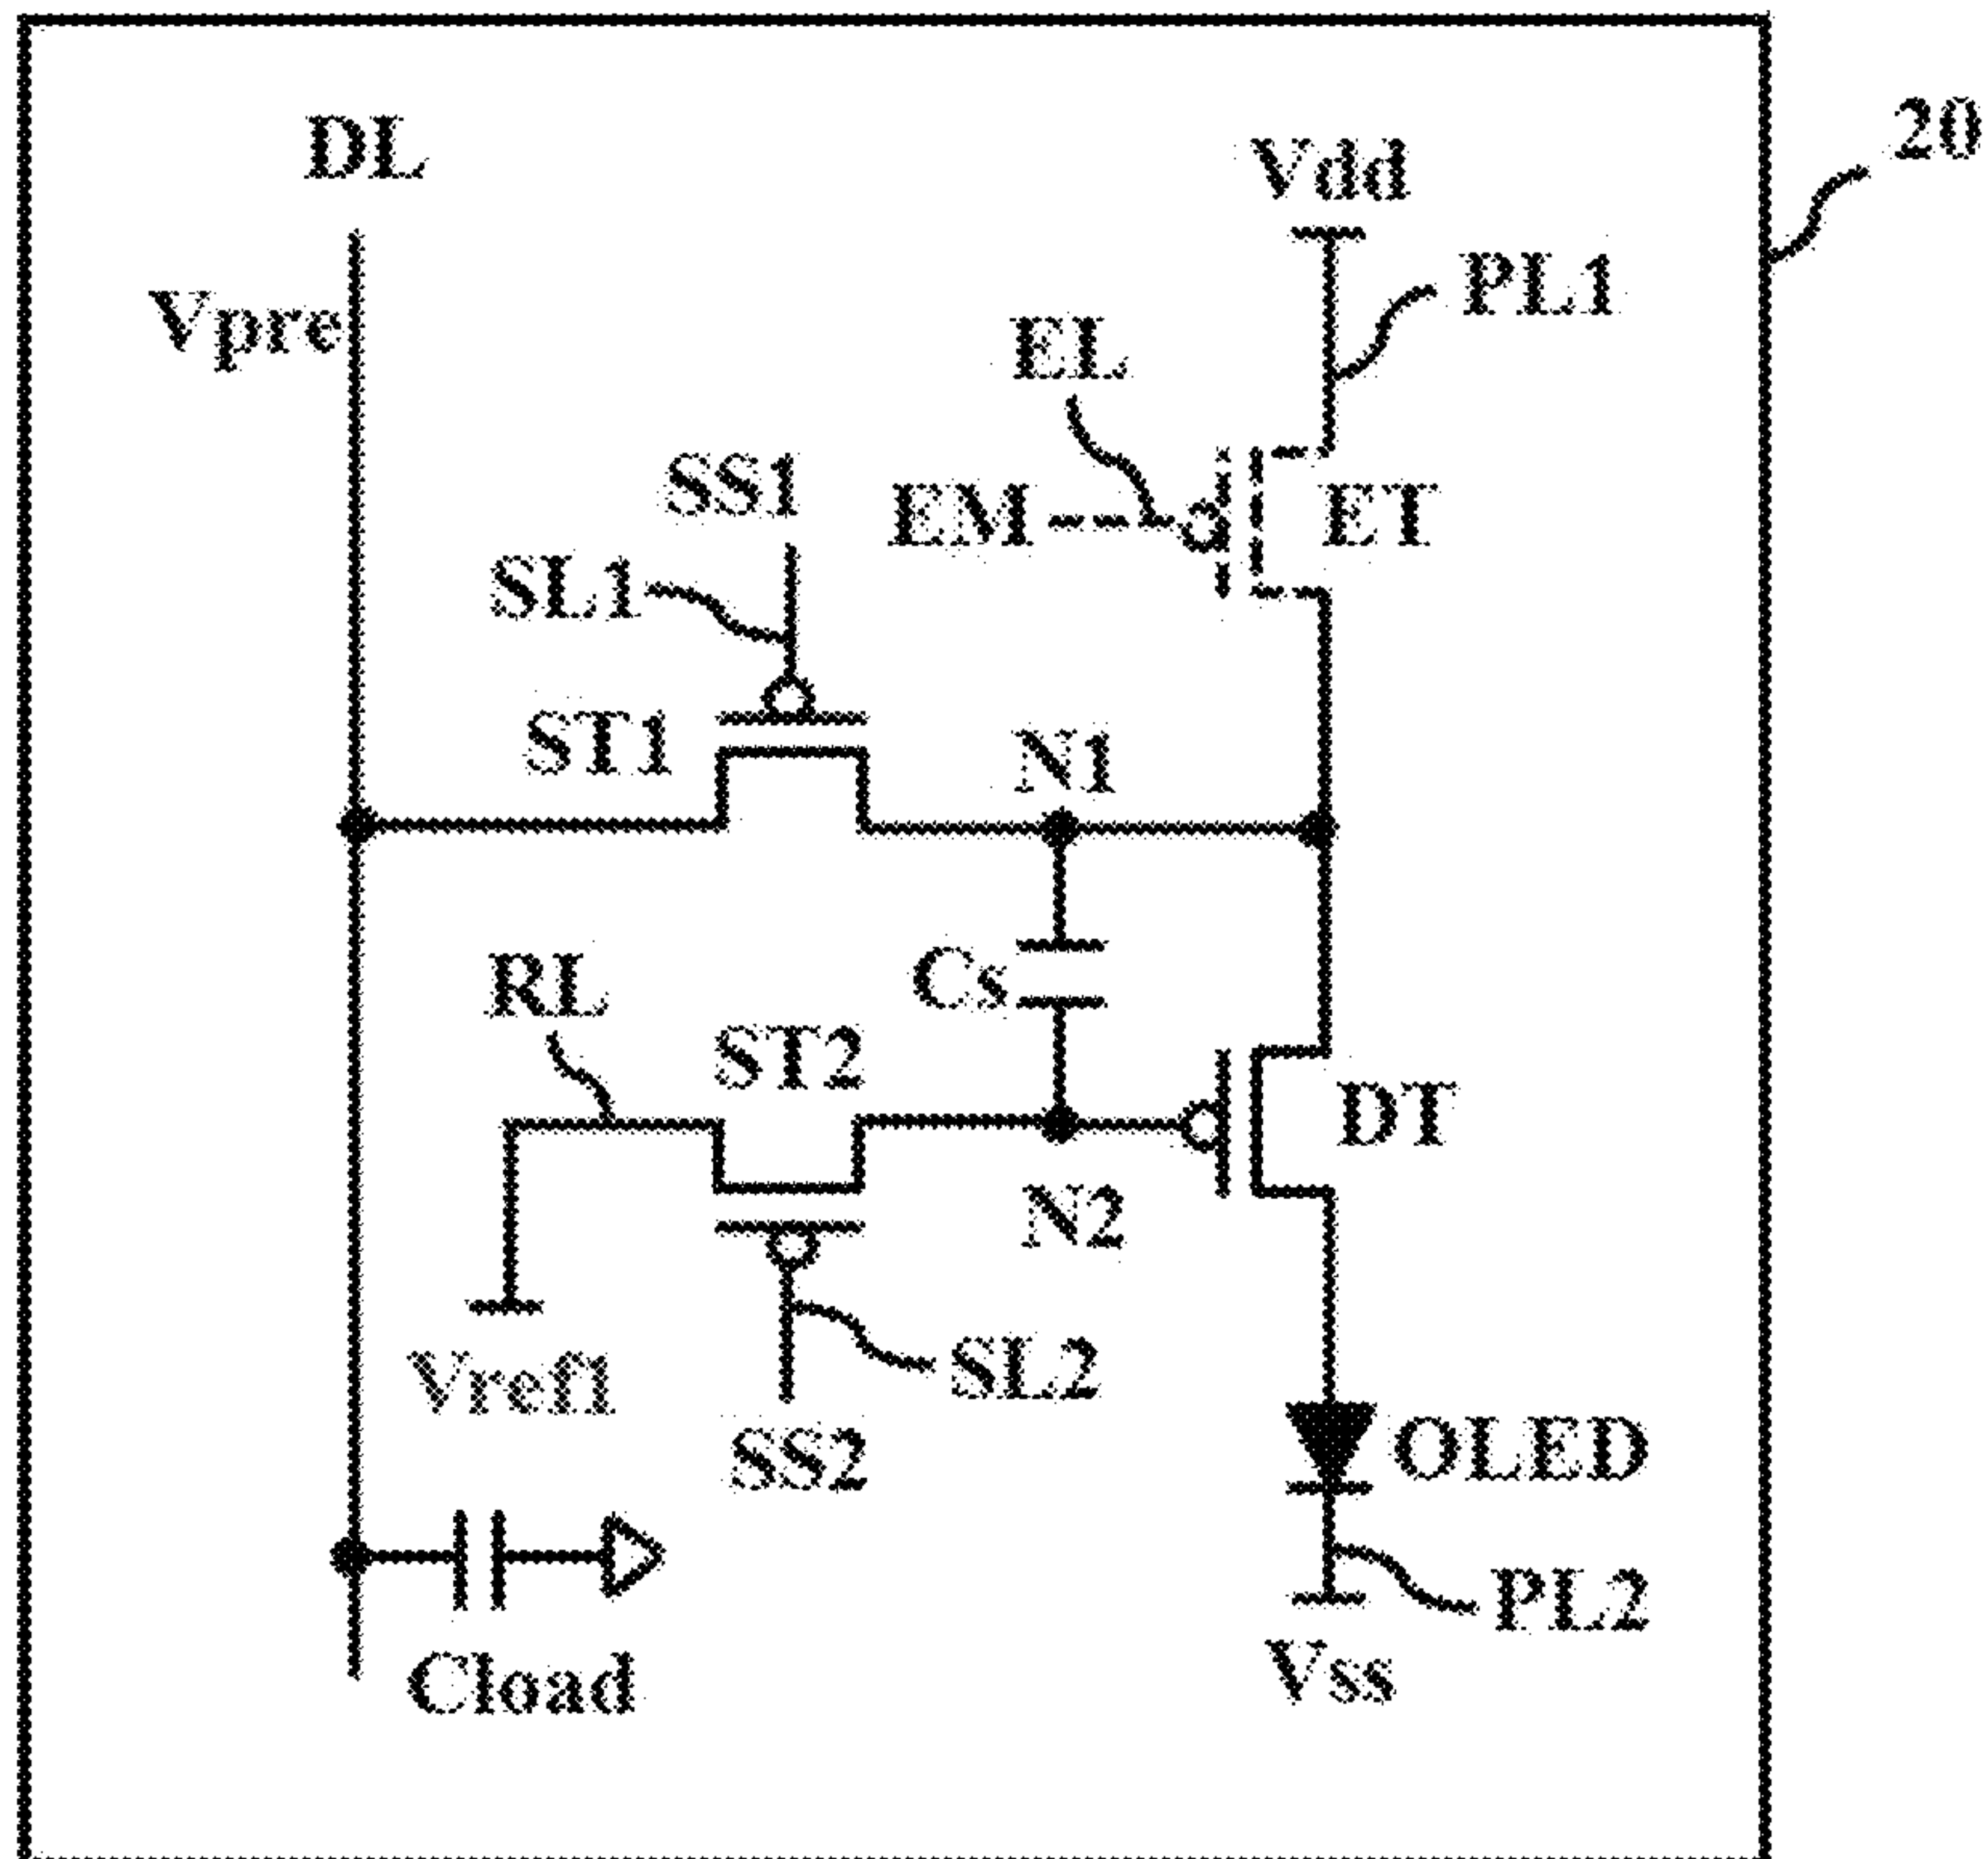 DL
20
Vdd
PL1
Vpre
EL
SS1
EM
ET
SL1
ST1
N1
Cs
RL
ST2
DT
N2
Vref1
SL2
SS2
OLED
PL2
Cload
Vss